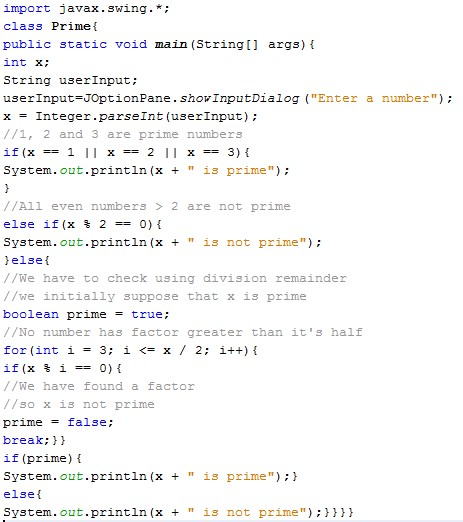 import javax.swing.*;
class Prime{
public static void main(String[] args){
int x;
String userInput;
userInput=JOptionPane.showInputDialog ("Enter a number");
x = Integer.parseInt(userInput);
//1, 2 and 3 are prime numbers
if(x == 1 || x == 2 || x == 3){
System.out.println(x + " is prime");
}
//All even numbers > 2 are not prime
else if(x % 2 == 0){
System.out.println(x + " is not prime");
}else{
//We have to check using division remainder
//we initially suppose that x is prime
boolean prime = true;
//No number has factor greater than it's half
for(int i = 3; i <= x / 2; i++){
if(x % i == 0){
//We have found a factor
//so x is not prime
prime = false;
break;}}
if(prime){
System.out.println(x + " is prime");}
else{
System.out.println(x + " is not prime");}}}}